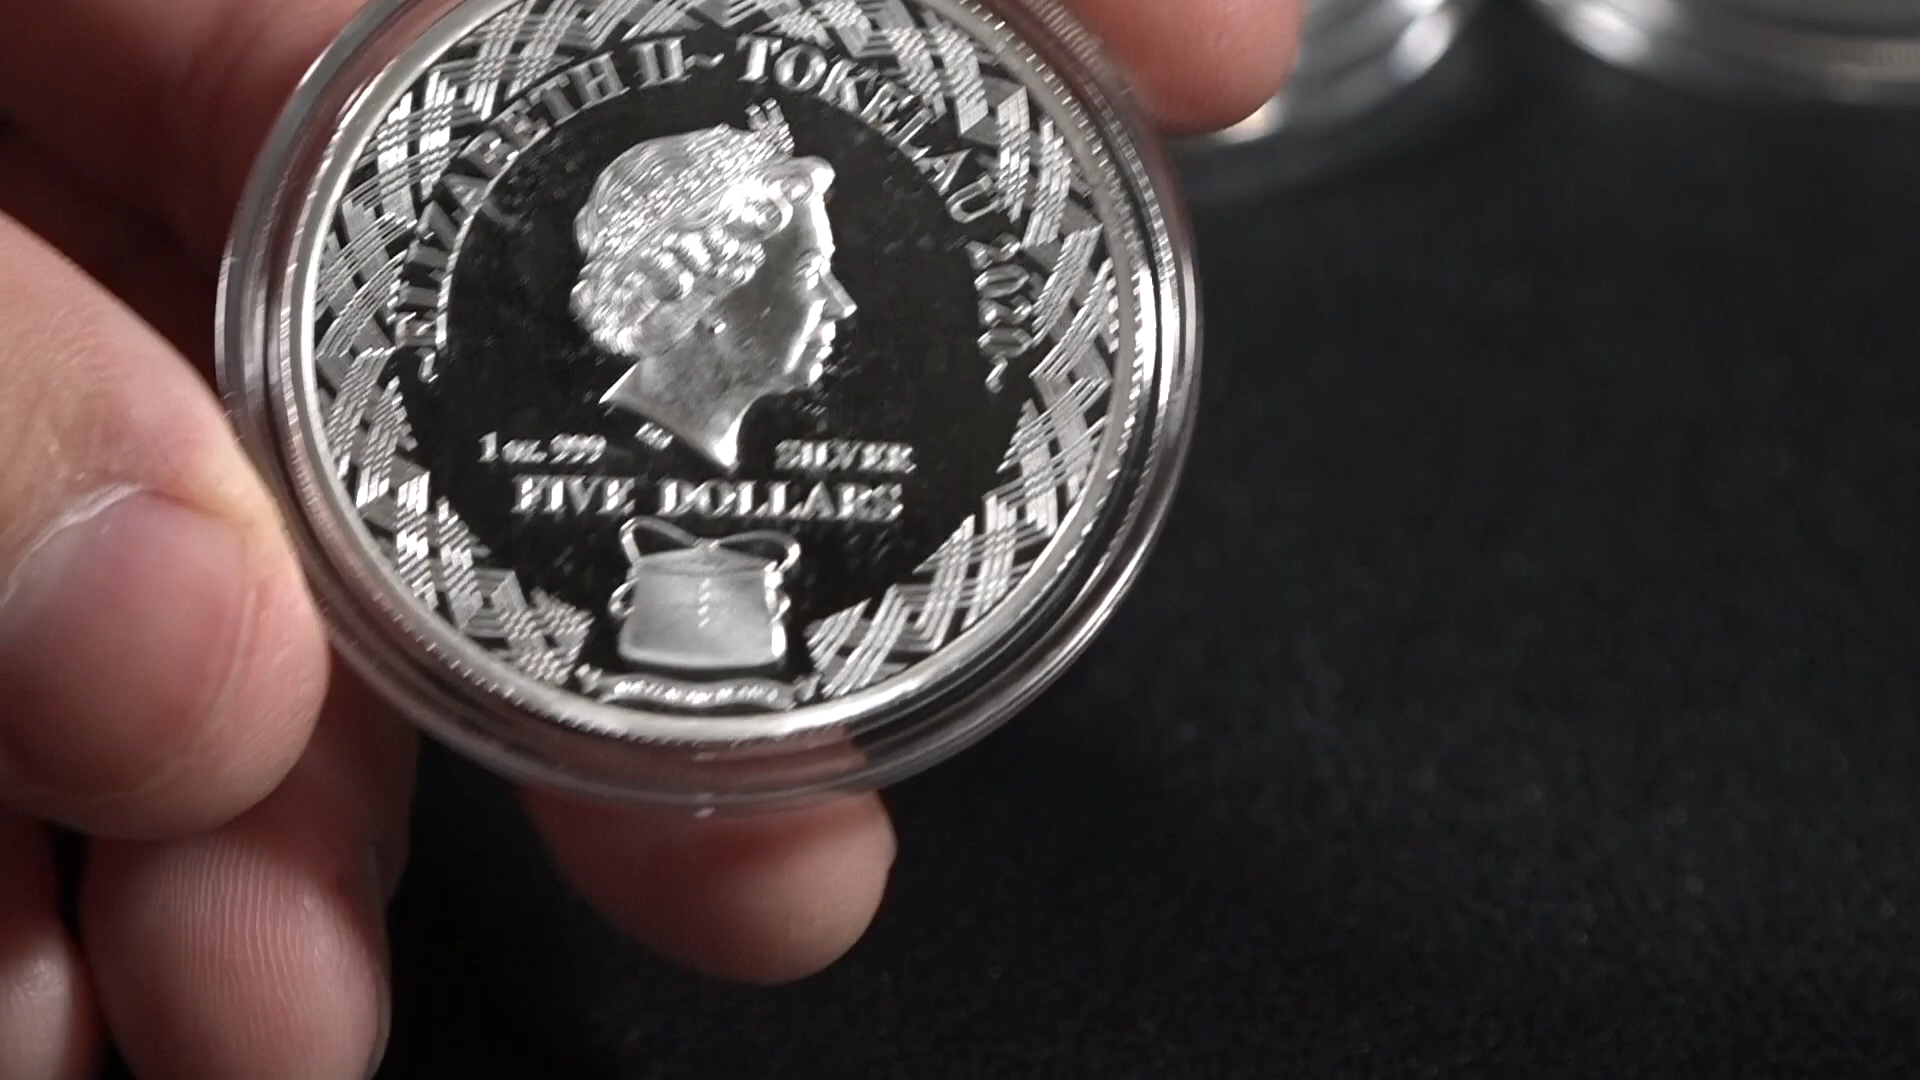 ~ELIZABETH II~TOKELAU 2020~
1 oz. 999 SILVER
FIVE DOLLARS